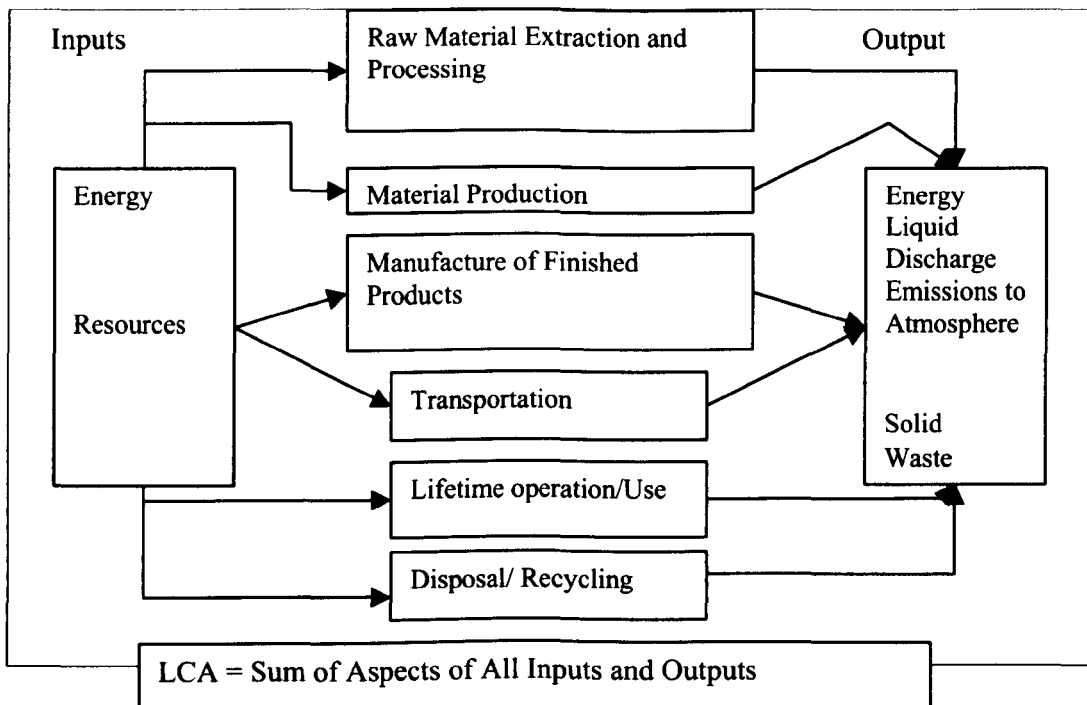 Inputs
Raw Material Extraction and
Processing
Output
Material Production
Energy
Resources
Manufacture of Finished
Products
Transportation
Lifetime operation/Use
Disposal/ Recycling
Energy
Liquid
Discharge
Emissions to
Atmosphere
Solid
Waste
LCA = Sum of Aspects of All Inputs and Outputs